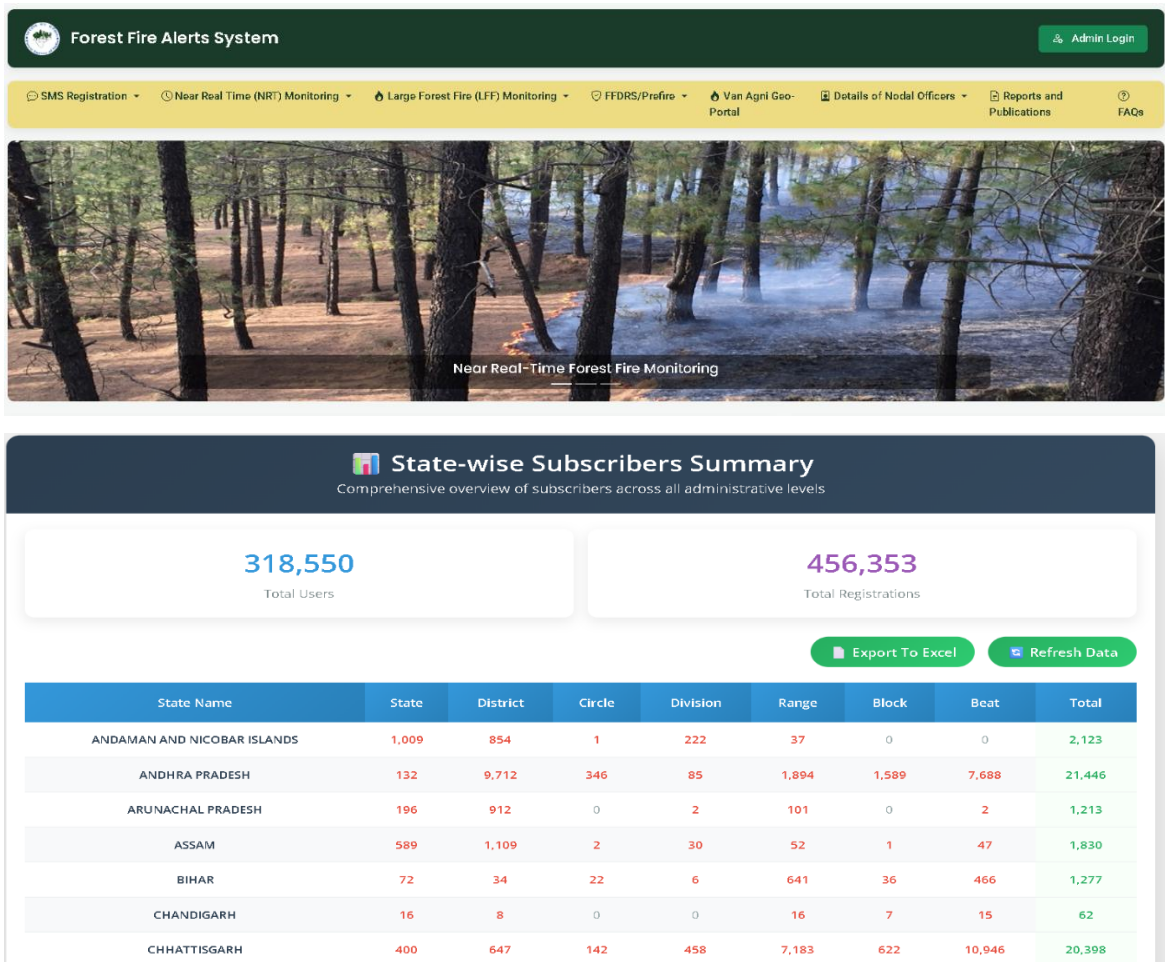 Forest Fire Alerts System
Admin Login
SMS Registration
Near Real Time (NRT) Monitoring
Large Forest Fire (LFF) Monitoring
FFDRS/Prefire
Van Agni Geo-
Portal
Details of Nodal Officers
Reports and
Publications
FAQs
Near Real-Time Forest Fire Monitoring
State-wise Subscribers Summary
Comprehensive overview of subscribers across all administrative levels
318,550
Total Users
456,353
Total Registrations
Export To Excel
Refresh Data
State Name State District Circle Division Range Block Beat Total
ANDAMAN AND NICOBAR ISLANDS 1,009 854 1 222 37 0 0 2,123
ANDHRA PRADESH 132 9,712 346 85 1,894 1,589 7,688 21,446
ARUNACHAL PRADESH 196 912 0 2 101 0 2 1,213
ASSAM 589 1,109 2 30 52 1 47 1,830
BIHAR 72 34 22 6 641 36 466 1,277
CHANDIGARH 16 8 0 0 16 7 15 62
CHHATTISGARH 400 647 142 458 7,183 622 10,946 20,398